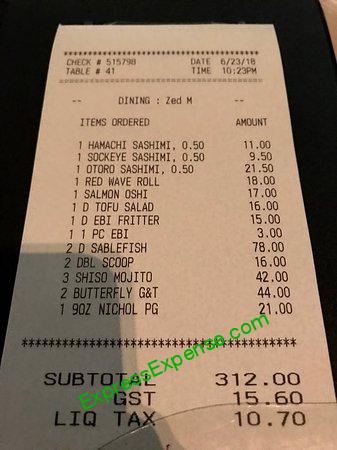 ****************************************
CHECK # 515798 DATE 6/23/18
TABLE # 41 TIME 10:23PM
****************************************
-- DINING : Zed M --
ITEMS ORDERED AMOUNT
1 HAMACHI SASHIMI, 0.50 11.00
1 SOCKEYE SASHIMI, 0.50 9.50
1 OTORO SASHIMI, 0.50 21.50
1 RED WAVE ROLL 18.00
1 SALMON OSHI 17.00
1 D TOFU SALAD 16.00
1 D EBI FRITTER 15.00
1 1 PC EBI 3.00
2 D SABLEFISH 78.00
2 DBL SCOOP 16.00
3 SHISO MOJITO 42.00
2 BUTTERFLY G&T 44.00
1 9OZ NICHOL PG 21.00
****************************************
SUBTOTAL 312.00
GST 15.60
LIQ TAX 10.70
ExpressExpense.com